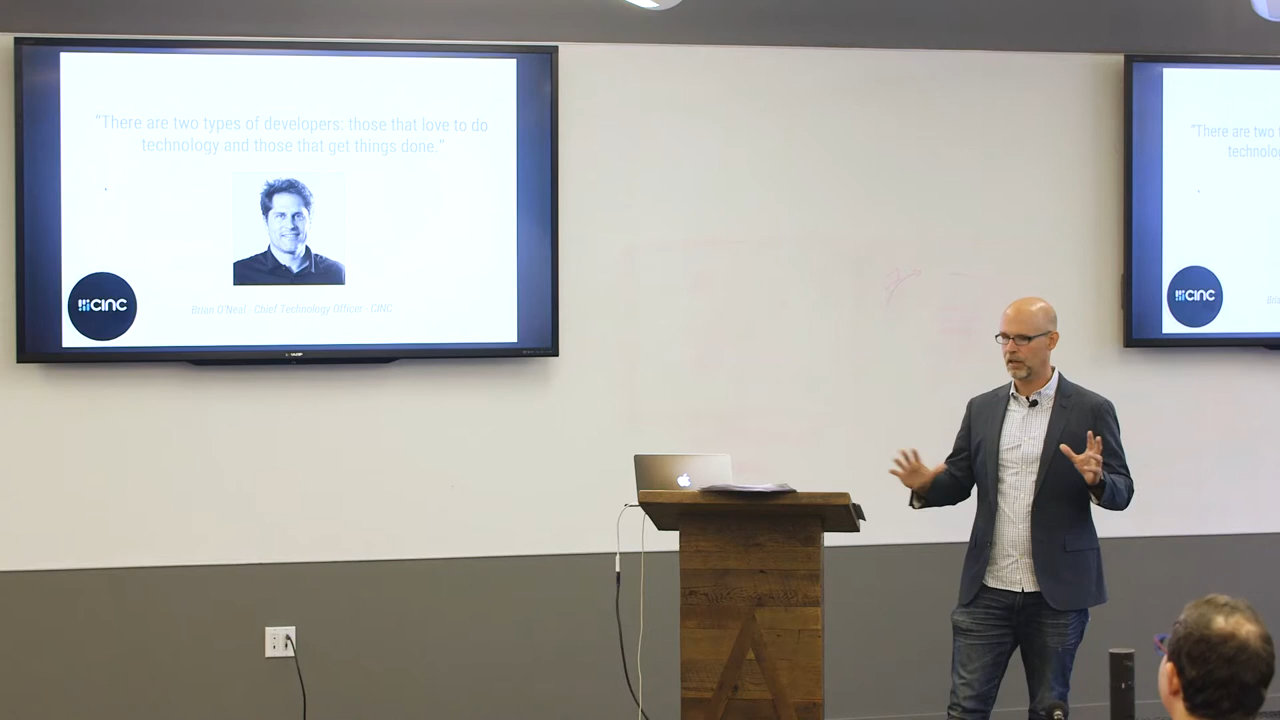 "There are two types of developers: those that love to do
technology and those that get things done."
CINC
Brian O'Neal - Chief Technology Officer - CINC
SHARP
"There are two
technolo
CINC